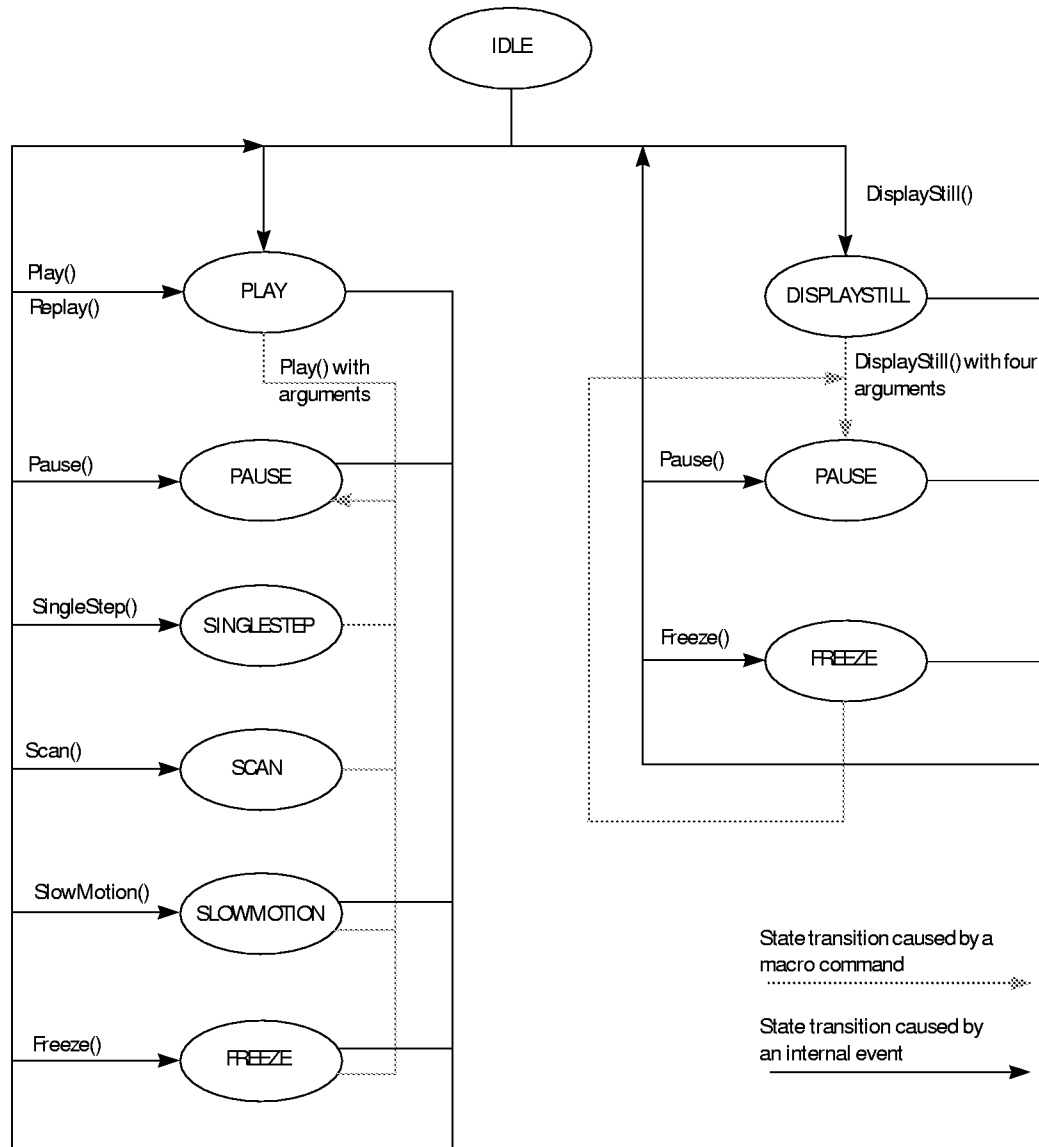 IDLE
DisplayStill()
Play()
Replay()
PLAY
DISPLAYSTILL
Play() with
arguments
DisplayStill() with four
arguments
Pause()
PAUSE
Pause()
PAUSE
SingleStep()
SINGLESTEP
Freeze()
FREEZE
Scan()
SCAN
SlowMotion()
SLOWMOTION
State transition caused by a
macro command
Freeze()
FREEZE
State transition caused by
an internal event